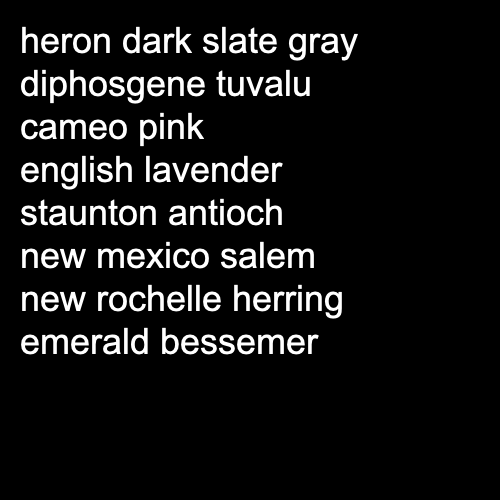 heron dark slate gray
diphosgene tuvalu
cameo pink
english lavender
staunton antioch
new mexico salem
new rochelle herring
emerald bessemer